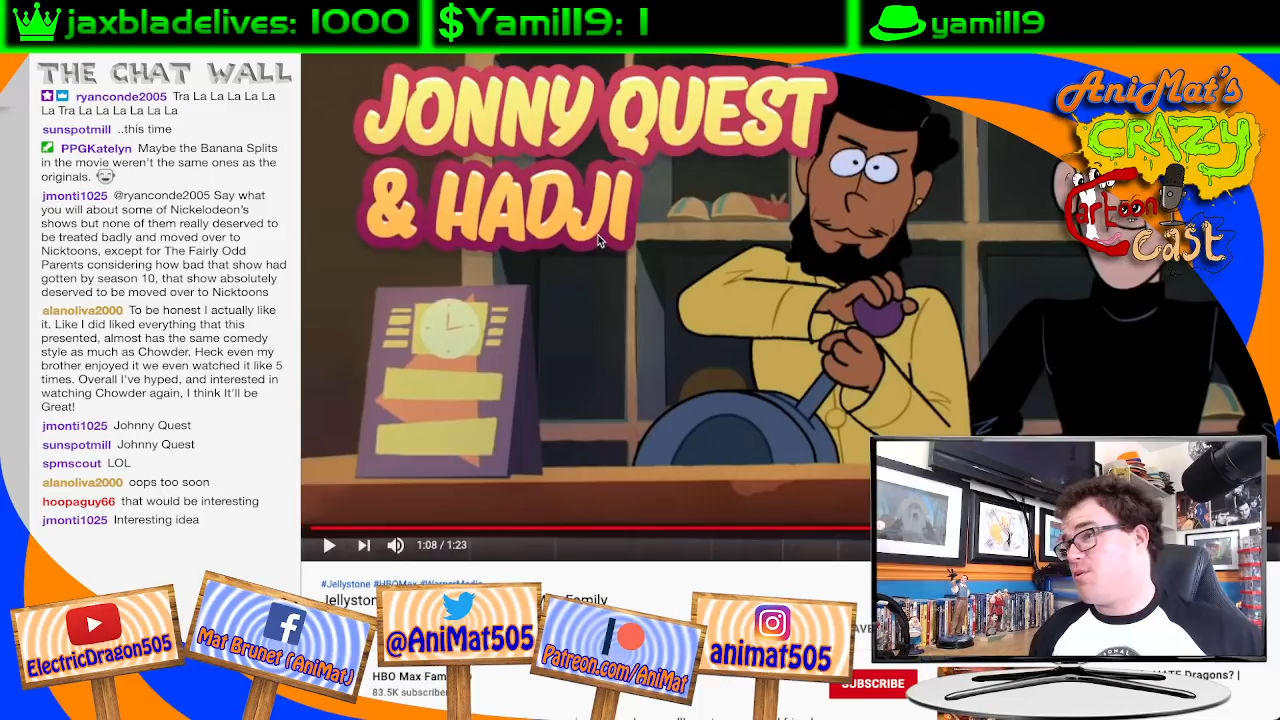 jaxbladelives: 1000
$Yamil19: 1
yamil19
THE CHAT WALL
ryanconde2005 Tra La La La La La
La Tra La La La La La La
sunspotmill ..this time
PPGKatelyn Maybe the Banana Splits
in the movie weren't the same ones as the
originals.
jmonti1025 @ryanconde2005 Say what
you will about some of Nickelodeon's
shows but none of them really deserved to
be treated badly and moved over to
Nicktoons, except for The Fairly Odd
Parents considering how bad that show had
gotten by season 10, that show absolutely
deserved to be moved over to Nicktoons
alanoliva2000 To be honest I actually like
it. Like I did liked everything that this
presented, almost has the same comedy
style as much as Chowder. Heck even my
brother enjoyed it we even watched it like 5
times. Overall I've hyped, and interested in
watching Chowder again, I think It'll be
Great!
jmonti1025 Johnny Quest
sunspotmill Johnny Quest
spmscout LOL
alanoliva2000 oops too soon
hoopaguy66 that would be interesting
jmonti1025 Interesting idea
JONNY QUEST
& HADJI
AniMat's
CRAZY
Cartoon
Cast
1:08 / 1:23
#Jellystone #HBOMax #WarnerMedia
Jellyston
Family
HBO Max Fam
83.5K subscribe
SUBSCRIBE
Dragons? |
ElectricDragon505
Mat Brunet (AniMat)
@AniMat505
Patreon.com/AniMat
animat505